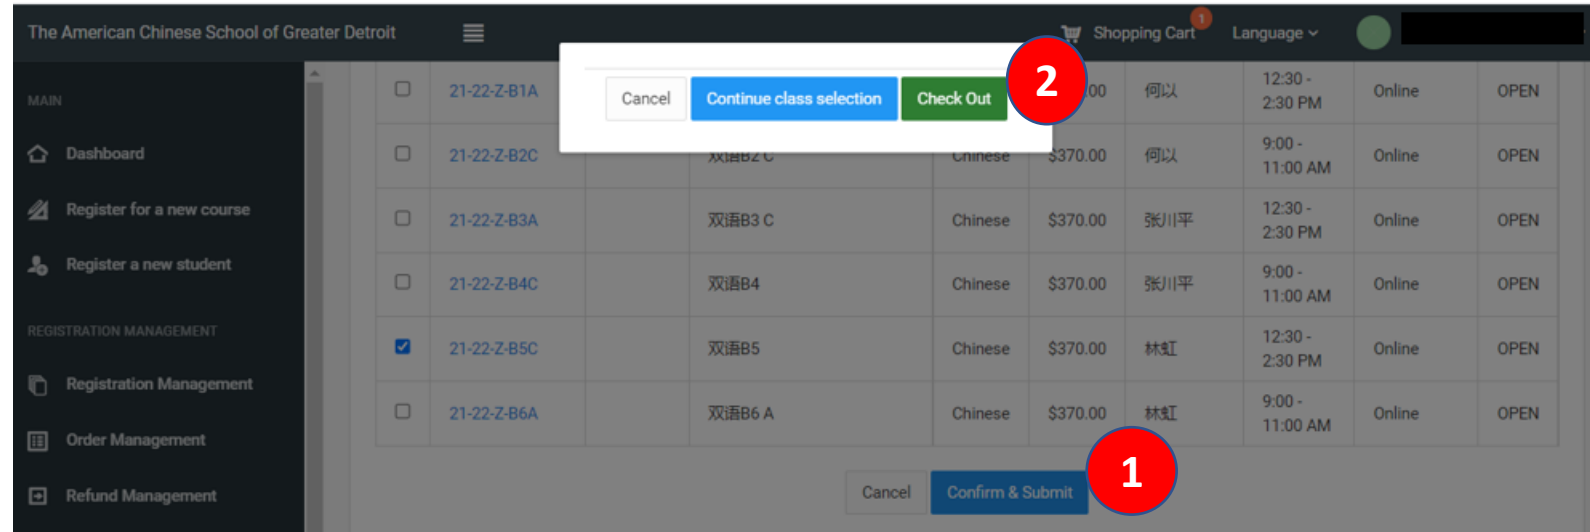 The American Chinese School of Greater Detroit
Shopping Cart
1
Language
MAIN
Dashboard
Register for a new course
Register a new student
REGISTRATION MANAGEMENT
Registration Management
Order Management
Refund Management
Cancel
Continue class selection
Check Out
2
21-22-Z-B1A
.00
何以
12:30 -
2:30 PM
Online
OPEN
21-22-Z-B2C
双语B2 C
Chinese
$370.00
何以
9:00 -
11:00 AM
Online
OPEN
21-22-Z-B3A
双语B3 C
Chinese
$370.00
张川平
12:30 -
2:30 PM
Online
OPEN
21-22-Z-B4C
双语B4
Chinese
$370.00
张川平
9:00 -
11:00 AM
Online
OPEN
21-22-Z-B5C
双语B5
Chinese
$370.00
林虹
12:30 -
2:30 PM
Online
OPEN
21-22-Z-B6A
双语B6 A
Chinese
$370.00
林虹
9:00 -
11:00 AM
Online
OPEN
Cancel
Confirm & Submit
1